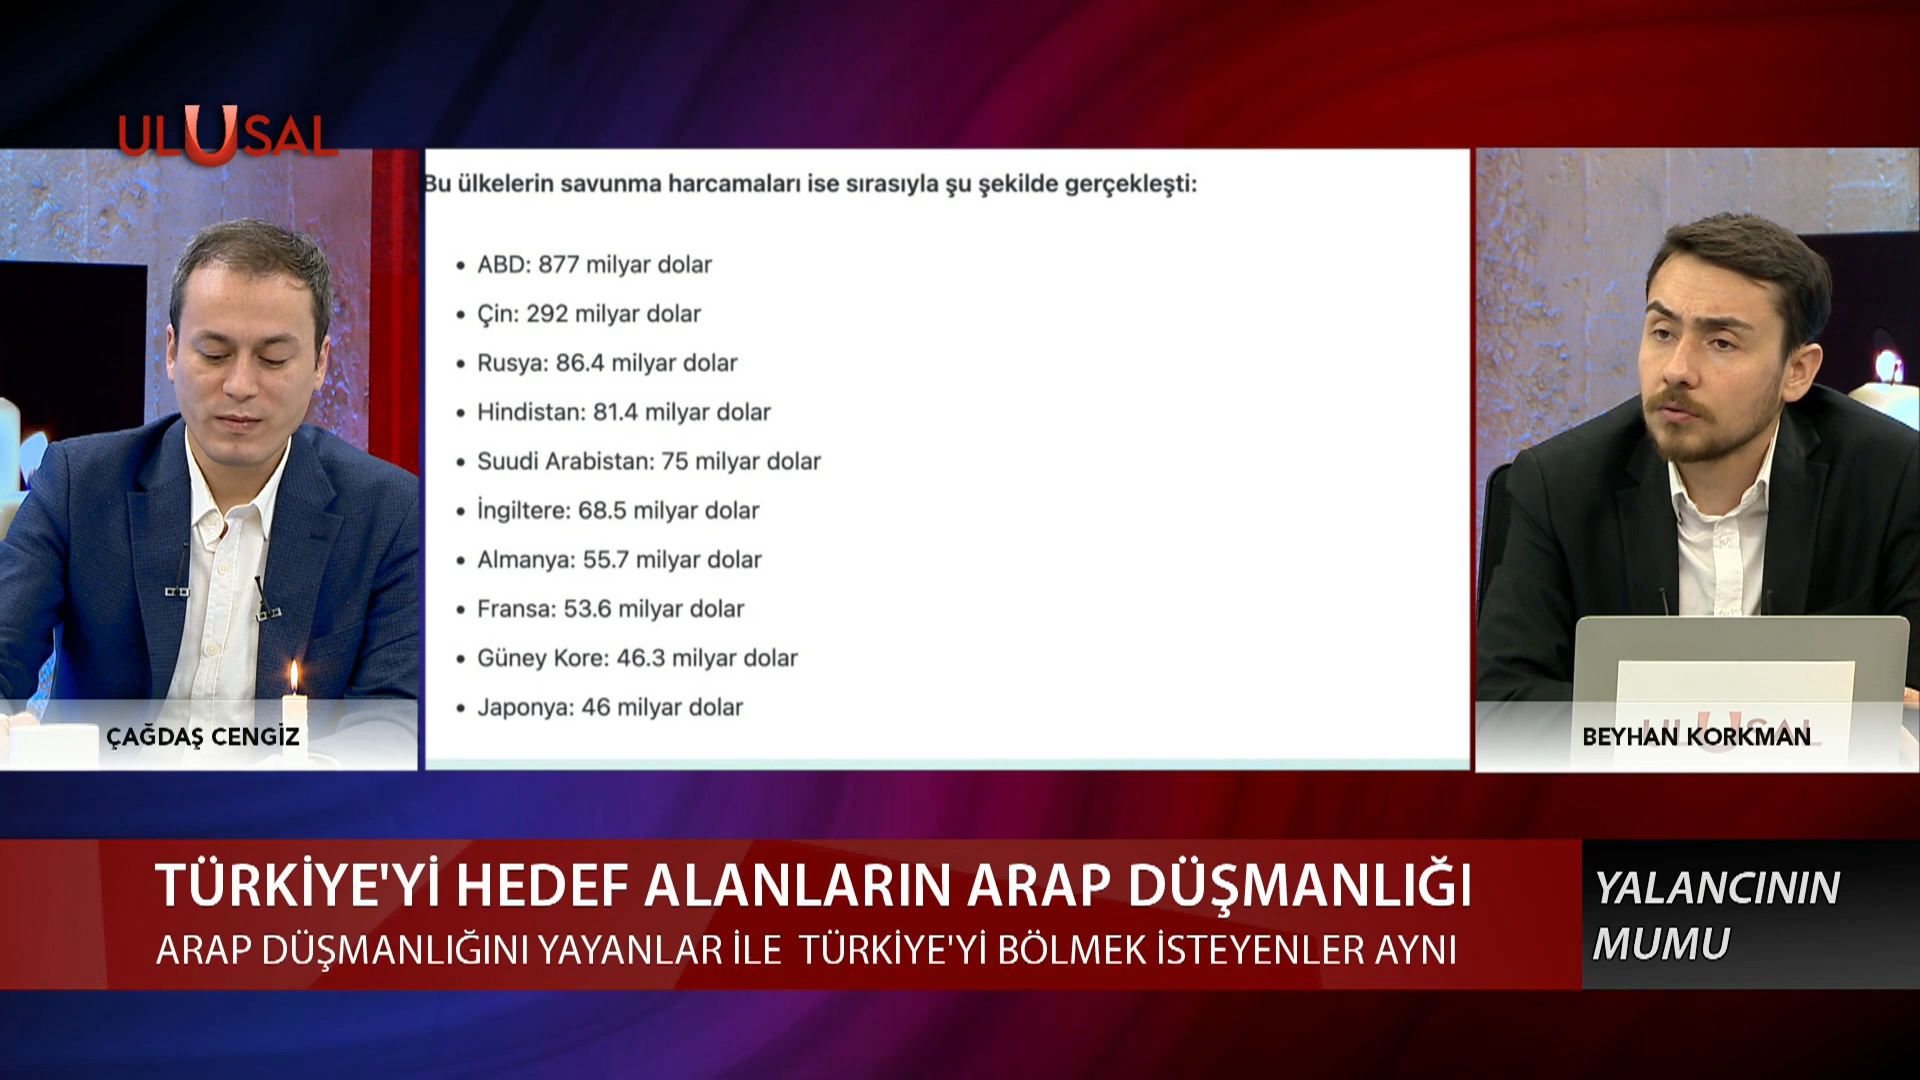 ULUSAL
Bu ülkelerin savunma harcamaları ise sırasıyla şu şekilde gerçekleşti:
• ABD: 877 milyar dolar
• Çin: 292 milyar dolar
• Rusya: 86.4 milyar dolar
• Hindistan: 81.4 milyar dolar
• Suudi Arabistan: 75 milyar dolar
• İngiltere: 68.5 milyar dolar
• Almanya: 55.7 milyar dolar
• Fransa: 53.6 milyar dolar
• Güney Kore: 46.3 milyar dolar
• Japonya: 46 milyar dolar
ÇAĞDAŞ CENGİZ
ULUSAL
BEYHAN KORKMAN
TÜRKİYE'Yİ HEDEF ALANLARIN ARAP DÜŞMANLIĞI
ARAP DÜŞMANLIĞINI YAYANLAR İLE TÜRKİYE'Yİ BÖLMEK İSTEYENLER AYNI
YALANCININ
MUMU